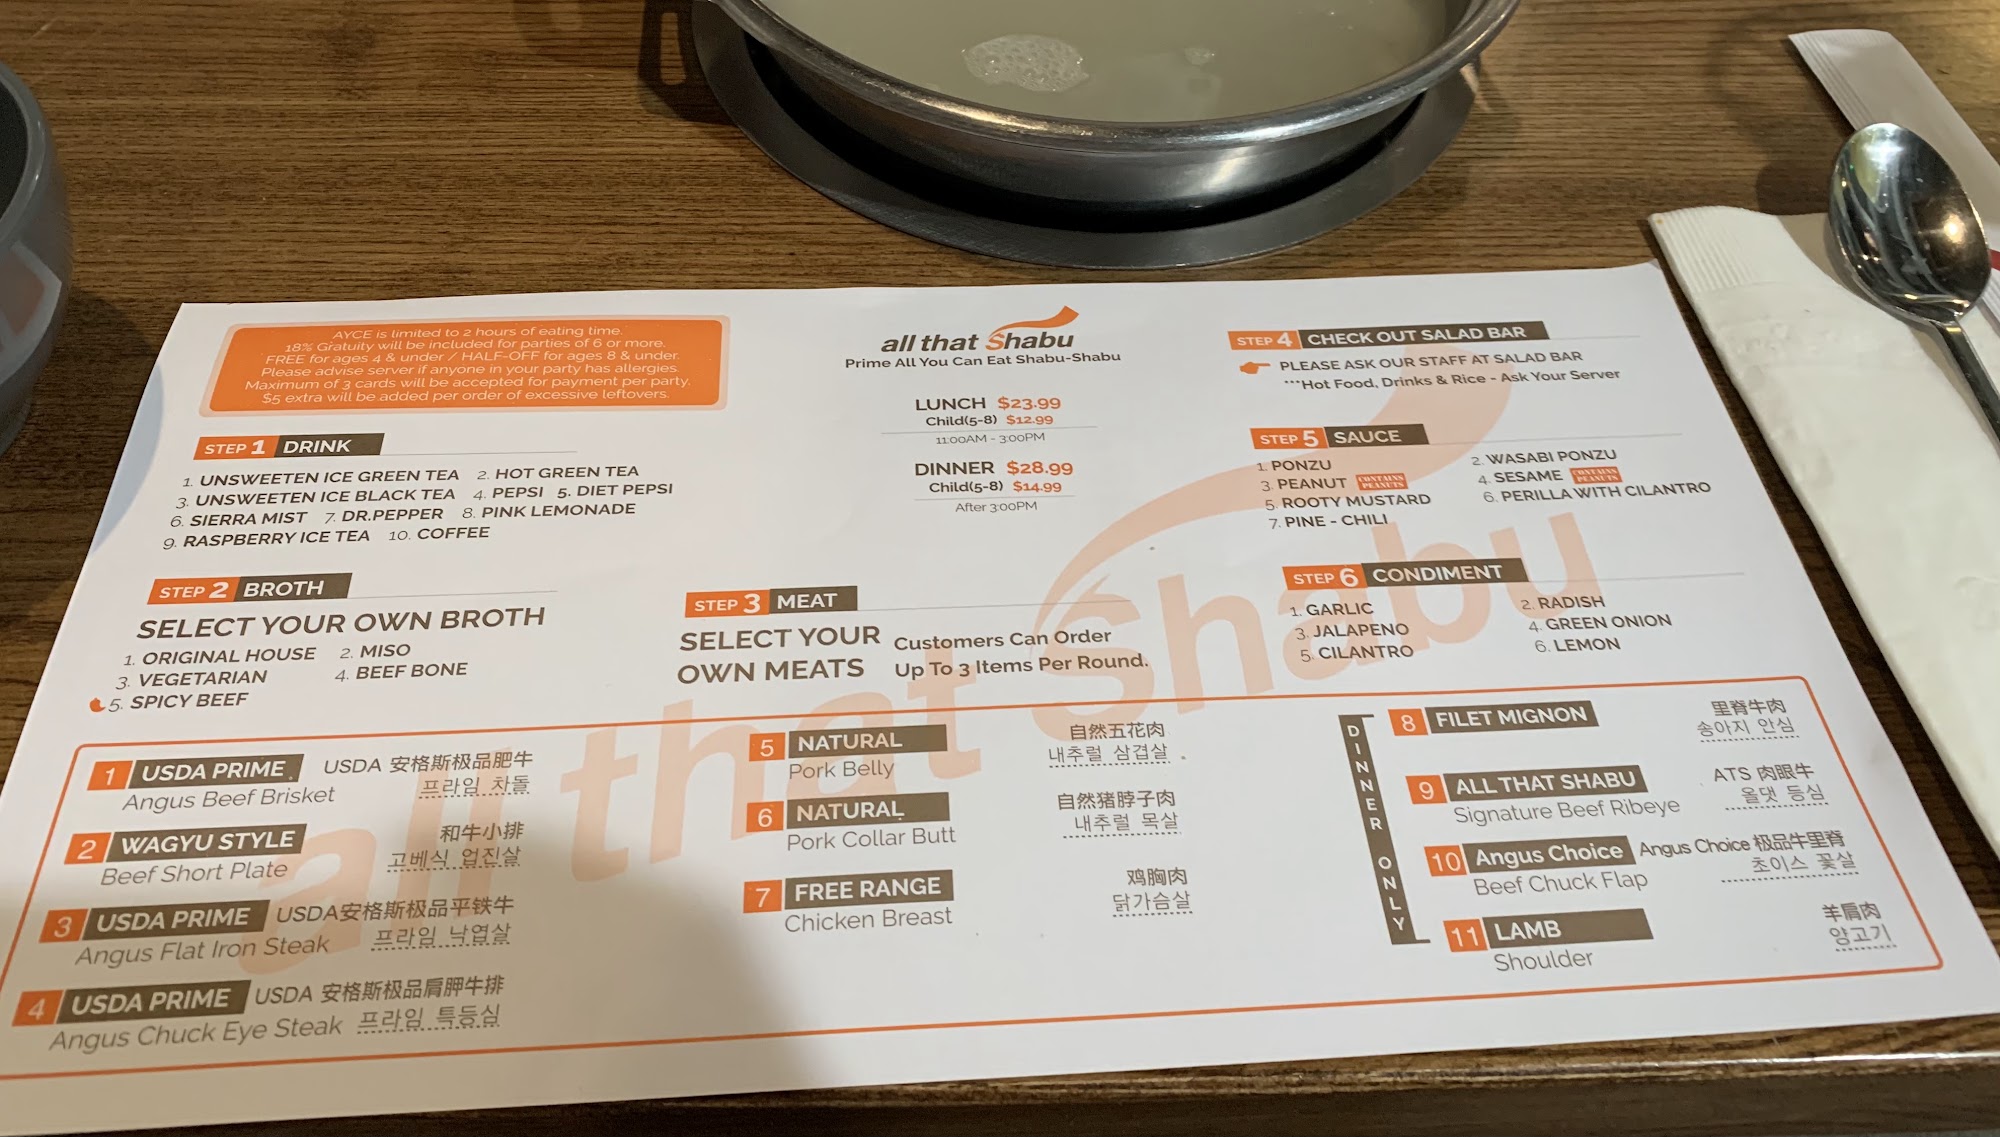 AYCE is limited to 2 hours of eating time.
18% Gratuity will be included for parties of 6 or more.
FREE for ages 4 & under / HALF-OFF for ages 8 & under.
Please advise server if anyone in your party has allergies.
Maximum of 3 cards will be accepted for payment per party.
$5 extra will be added per order of excessive leftovers.
all that Shabu
Prime All You Can Eat Shabu-Shabu
LUNCH $23.99
Child(5-8) $12.99
11:00AM - 3:00PM
DINNER $28.99
Child(5-8) $14.99
After 3:00PM
STEP 1 DRINK
1. UNSWEETEN ICE GREEN TEA 2. HOT GREEN TEA
3. UNSWEETEN ICE BLACK TEA 4. PEPSI 5. DIET PEPSI
6. SIERRA MIST 7. DR.PEPPER 8. PINK LEMONADE
9. RASPBERRY ICE TEA 10. COFFEE
STEP 2 BROTH
SELECT YOUR OWN BROTH
1. ORIGINAL HOUSE 2. MISO
3. VEGETARIAN 4. BEEF BONE
5. SPICY BEEF
STEP 3 MEAT
SELECT YOUR
OWN MEATS
Customers Can Order
Up To 3 Items Per Round.
STEP 4 CHECK OUT SALAD BAR
PLEASE ASK OUR STAFF AT SALAD BAR
***Hot Food, Drinks & Rice - Ask Your Server
STEP 5 SAUCE
1. PONZU 2. WASABI PONZU
3. PEANUT CONTAINS PEANUTS 4. SESAME CONTAINS PEANUTS
5. ROOTY MUSTARD 6. PERILLA WITH CILANTRO
7. PINE - CHILI
STEP 6 CONDIMENT
1. GARLIC 2. RADISH
3. JALAPENO 4. GREEN ONION
5. CILANTRO 6. LEMON
1 USDA PRIME USDA 安格斯极品肥牛
Angus Beef Brisket 프라임 차돌
2 WAGYU STYLE 和牛小排
Beef Short Plate 고베식 업진살
3 USDA PRIME USDA安格斯极品平铁牛
Angus Flat Iron Steak 프라임 낙엽살
4 USDA PRIME USDA 安格斯极品肩胛牛排
Angus Chuck Eye Steak 프라임 특등심
5 NATURAL 自然五花肉
Pork Belly 내추럴 삼겹살
6 NATURAL 自然猪脖子肉
Pork Collar Butt 내추럴 목살
7 FREE RANGE 鸡胸肉
Chicken Breast 닭가슴살
DINNER ONLY
8 FILET MIGNON 里脊牛肉
송아지 안심
9 ALL THAT SHABU ATS 肉眼牛
Signature Beef Ribeye 올댓 등심
10 Angus Choice Angus Choice 极品牛里脊
Beef Chuck Flap 초이스 꽃살
11 LAMB 羊肩肉
Shoulder 양고기
all that Shabu